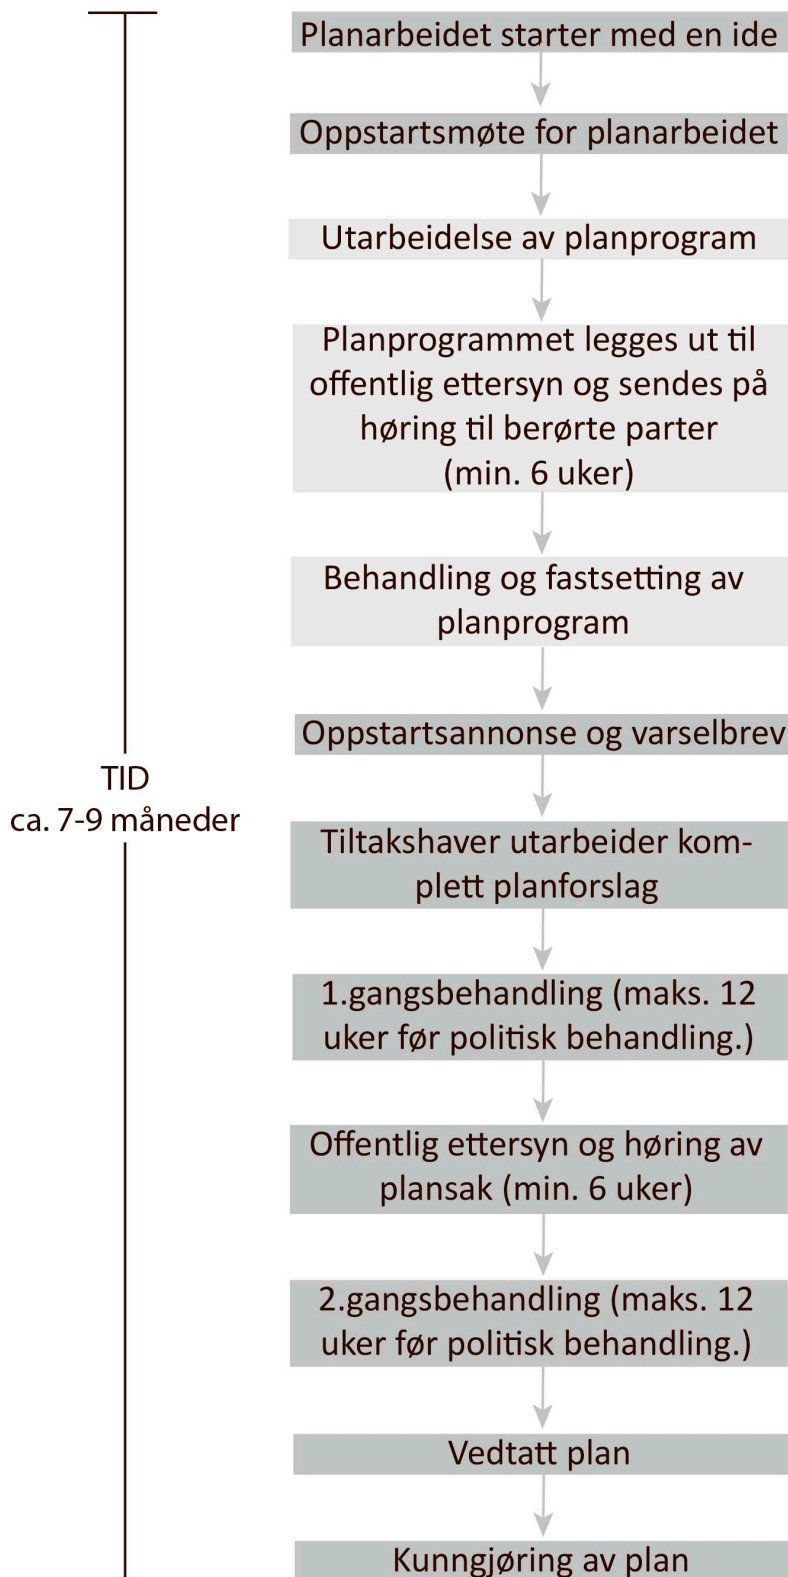 Planarbeidet starter med en ide
Oppstartsmøte for planarbeidet
Utarbeidelse av planprogram
Planprogrammet legges ut til
offentlig ettersyn og sendes på
høring til berørte parter
(min. 6 uker)
Behandling og fastsetting av
planprogram
Oppstartsannonse og varselbrev
TID
ca. 7-9 måneder
Tiltakshaver utarbeider kom-
plett planforslag
1.gangsbehandling (maks. 12
uker før politisk behandling.)
Offentlig ettersyn og høring av
plansak (min. 6 uker)
2.gangsbehandling (maks. 12
uker før politisk behandling.)
Vedtatt plan
Kunngjøring av plan